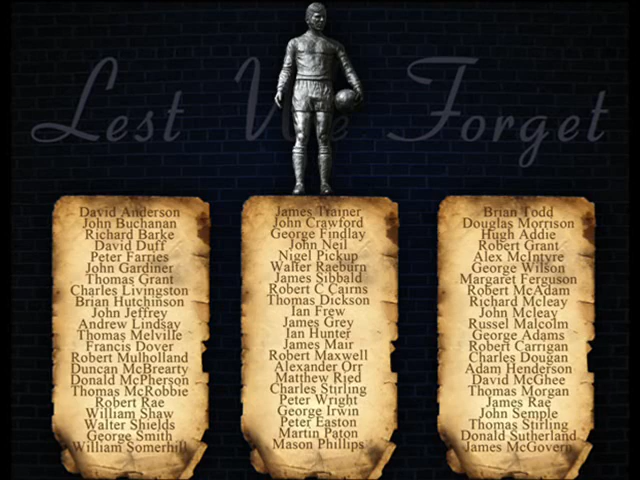 Lest We Forget
David Anderson
John Buchanan
Richard Barke
David Duff
Peter Farries
John Gardiner
Thomas Grant
Charles Livingston
Brian Hutchinson
John Jeffrey
Andrew Lindsay
Thomas Melville
Francis Dover
Robert Mulholland
Duncan McBrearty
Donald McPherson
Thomas McRobbie
Robert Rae
William Shaw
Walter Shields
George Smith
William Somerhill
James Trainer
John Crawford
George Findlay
John Neil
Nigel Pickup
Walter Raeburn
James Sibbald
Robert C Cairns
Thomas Dickson
Ian Frew
James Grey
Ian Hunter
James Mair
Robert Maxwell
Alexander Orr
Matthew Ried
Charles Stirling
Peter Wright
George Irwin
Peter Easton
Martin Paton
Mason Phillips
Brian Todd
Douglas Morrison
Hugh Addie
Robert Grant
Alex McIntyre
George Wilson
Margaret Ferguson
Robert McAdam
Richard Mcleay
John Mcleay
Russel Malcolm
George Adams
Robert Carrigan
Charles Dougan
Adam Henderson
David McGhee
Thomas Morgan
James Rae
John Semple
Thomas Stirling
Donald Sutherland
James McGovern